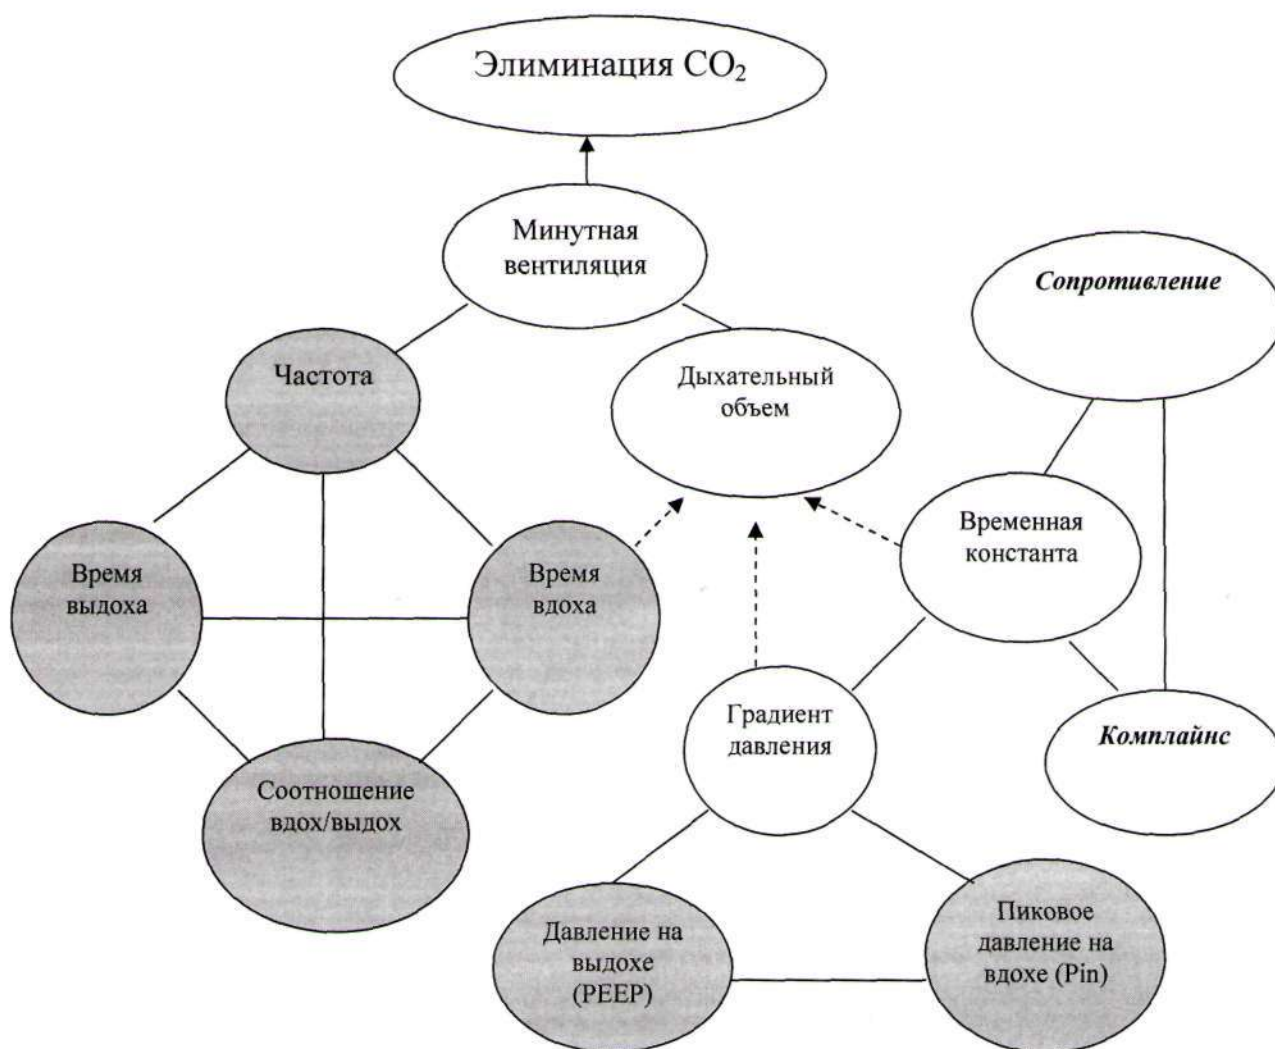 Элиминация CO₂
Минутная
вентиляция
Сопротивление
Частота
Дыхательный
объем
Временная
константа
Время
выдоха
Время
вдоха
Градиент
давления
Комплайнс
Соотношение
вдох/выдох
Давление на
выдохе
(PEEP)
Пиковое
давление на
вдохе (Pin)